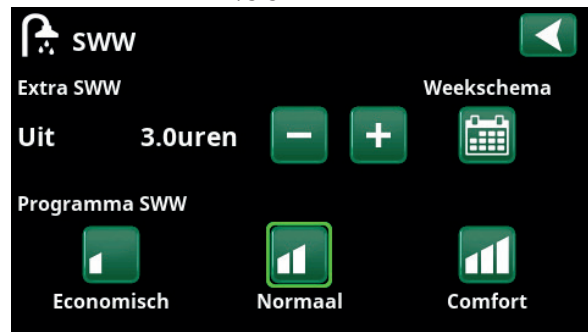 SWW
Extra SWW Weekschema
Uit 3.0uren
Programma SWW
Economisch Normaal Comfort